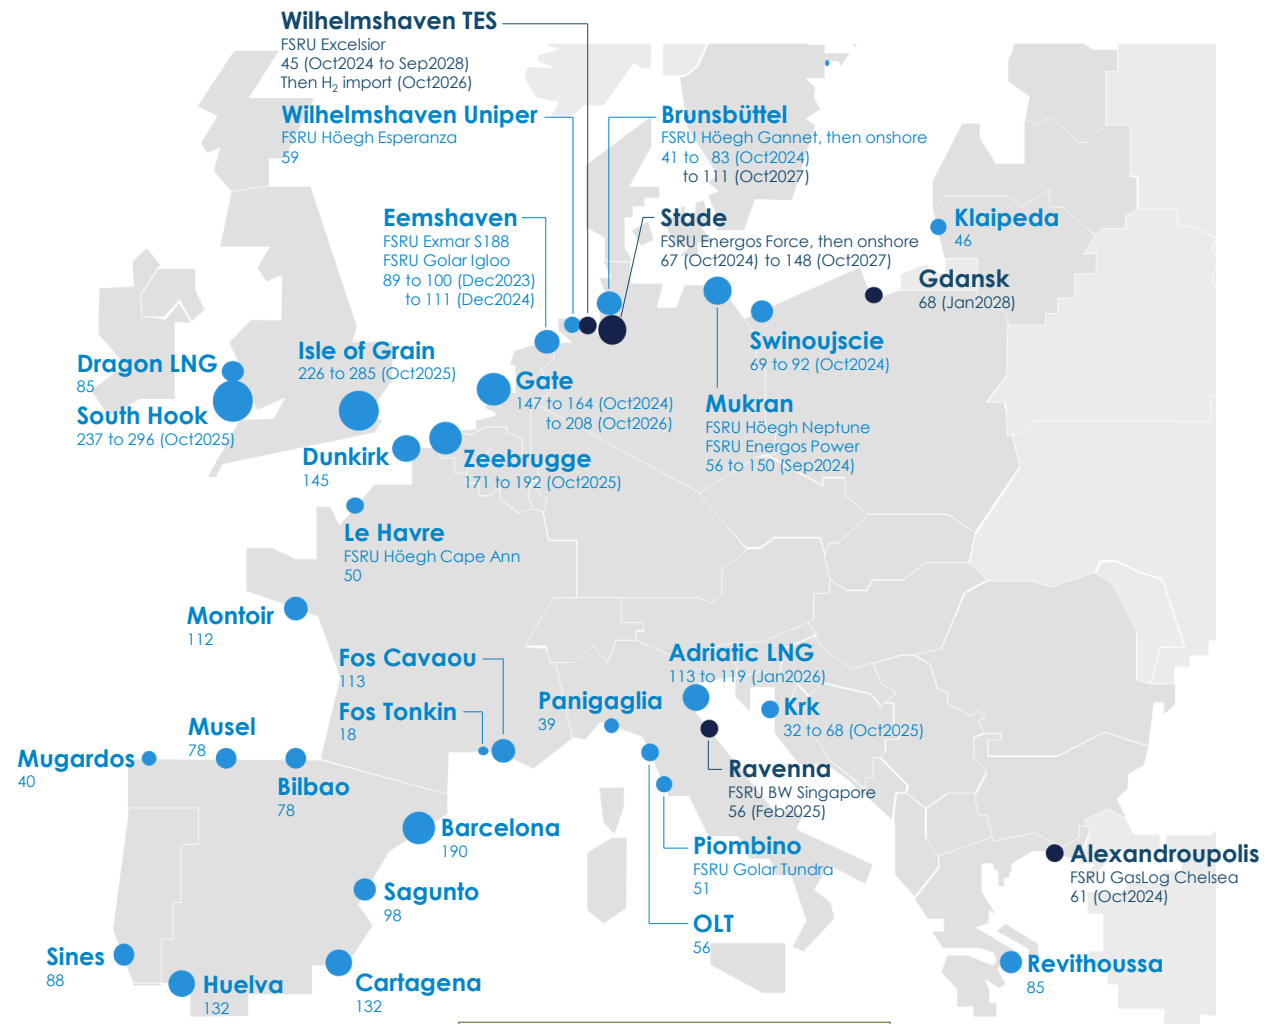 Wilhelmshaven TES
FSRU Excelsior
45 (Oct2024 to Sep2028)
Then H₂ import (Oct2026)
Wilhelmshaven Uniper
FSRU Höegh Esperanza
59
Brunsbüttel
FSRU Höegh Gannet, then onshore
41 to 83 (Oct2024)
to 111 (Oct2027)
Eemshaven
FSRU Exmar S188
FSRU Golar Igloo
89 to 100 (Dec2023)
to 111 (Dec2024)
Stade
FSRU Energos Force, then onshore
67 (Oct2024) to 148 (Oct2027)
Klaipeda
46
Gdansk
68 (Jan2028)
Swinoujscie
69 to 92 (Oct2024)
Dragon LNG
85
South Hook
237 to 296 (Oct2025)
Isle of Grain
226 to 285 (Oct2025)
Gate
147 to 164 (Oct2024)
to 208 (Oct2026)
Mukran
FSRU Höegh Neptune
FSRU Energos Power
56 to 150 (Sep2024)
Dunkirk
145
Zeebrugge
171 to 192 (Oct2025)
Le Havre
FSRU Höegh Cape Ann
50
Montoir
112
Fos Cavaou
113
Fos Tonkin
18
Adriatic LNG
113 to 119 (Jan2026)
Panigaglia
39
Krk
32 to 68 (Oct2025)
Musel
78
Mugardos
40
Bilbao
78
Ravenna
FSRU BW Singapore
56 (Feb2025)
Barcelona
190
Piombino
FSRU Golar Tundra
51
Alexandroupolis
FSRU GasLog Chelsea
61 (Oct2024)
Sagunto
98
OLT
56
Sines
88
Huelva
132
Cartagena
132
Revithoussa
85